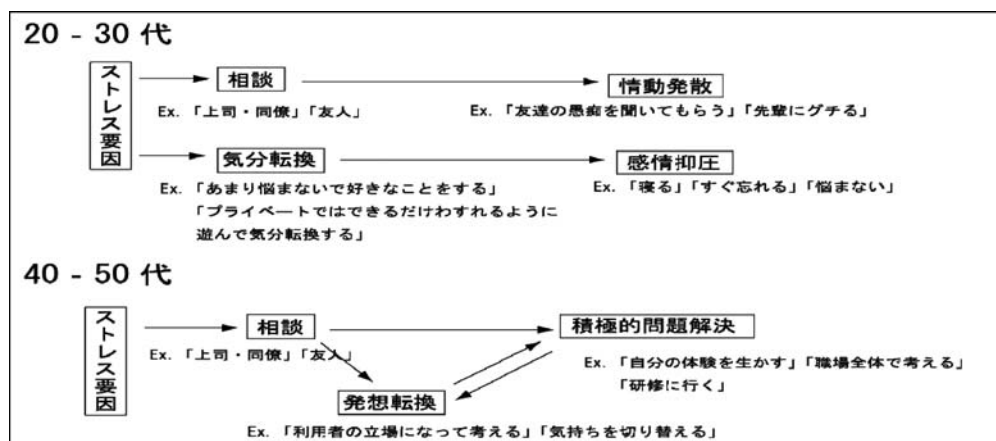 20 - 30 代
ストレス要因
相談
情動発散
Ex. 「上司・同僚」「友人」
Ex. 「友達の愚痴を聞いてもらう」「先輩にグチる」
気分転換
感情抑圧
Ex. 「あまり悩まないで好きなことをする」
「プライベートではできるだけわすれるように
遊んで気分転換する」
Ex. 「寝る」「すぐ忘れる」「悩まない」
40 - 50 代
ストレス要因
相談
積極的問題解決
Ex. 「上司・同僚」「友人」
Ex. 「自分の体験を生かす」「職場全体で考える」
「研修に行く」
発想転換
Ex. 「利用者の立場になって考える」「気持ちを切り替える」